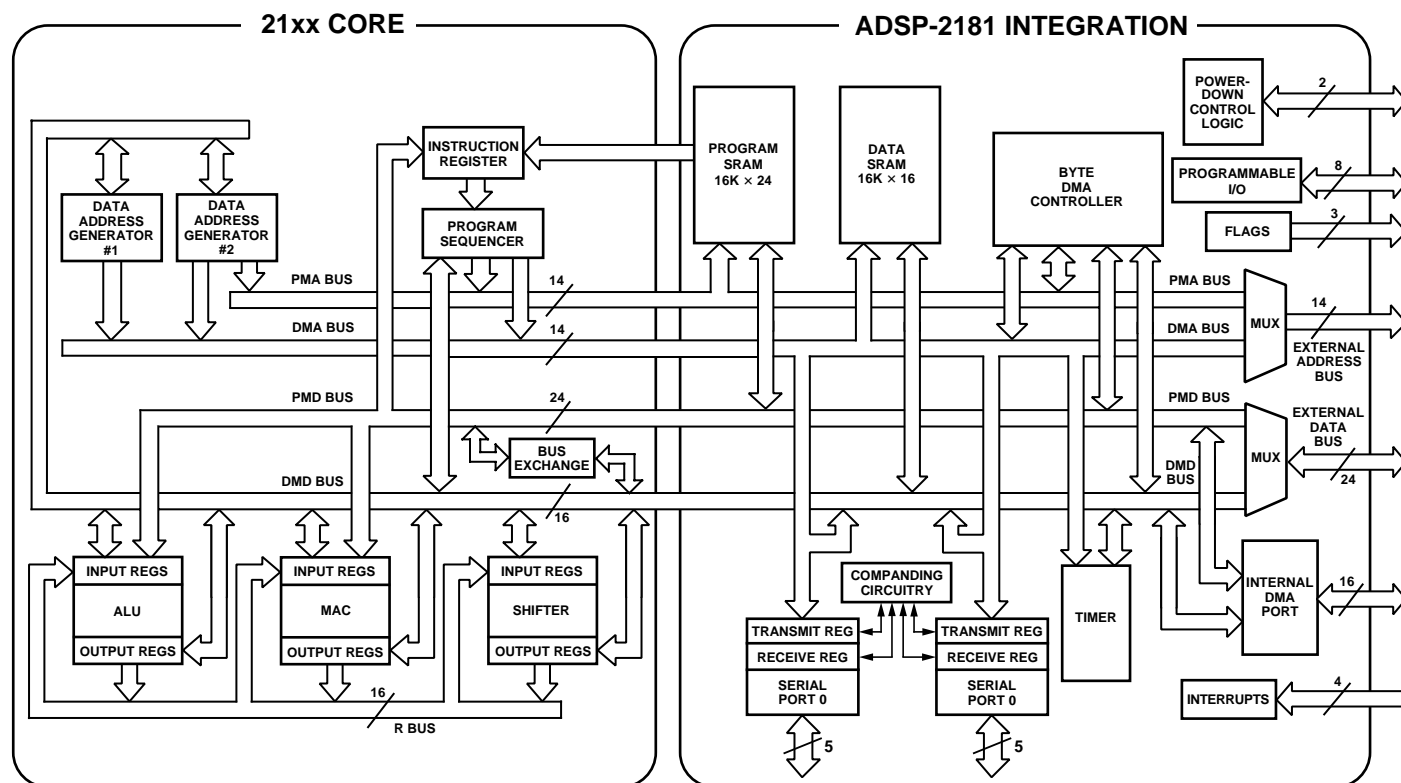 21xx CORE
ADSP-2181 INTEGRATION
POWER-
DOWN
CONTROL
LOGIC
2
INSTRUCTION
REGISTER
PROGRAM
SRAM
16K × 24
DATA
SRAM
16K × 16
BYTE
DMA
CONTROLLER
PROGRAMMABLE
I/O
8
DATA
ADDRESS
GENERATOR
#1
DATA
ADDRESS
GENERATOR
#2
PROGRAM
SEQUENCER
FLAGS
3
PMA BUS
14
PMA BUS
DMA BUS
14
DMA BUS
MUX
14
EXTERNAL
ADDRESS
BUS
PMD BUS
24
PMD BUS
EXTERNAL
DATA
BUS
BUS
EXCHANGE
DMD BUS
16
DMD
BUS
MUX
24
INPUT REGS
ALU
OUTPUT REGS
INPUT REGS
MAC
OUTPUT REGS
INPUT REGS
SHIFTER
OUTPUT REGS
COMPANDING
CIRCUITRY
TIMER
INTERNAL
DMA
PORT
16
TRANSMIT REG
RECEIVE REG
SERIAL
PORT 0
5
TRANSMIT REG
RECEIVE REG
SERIAL
PORT 0
5
INTERRUPTS
4
16
R BUS